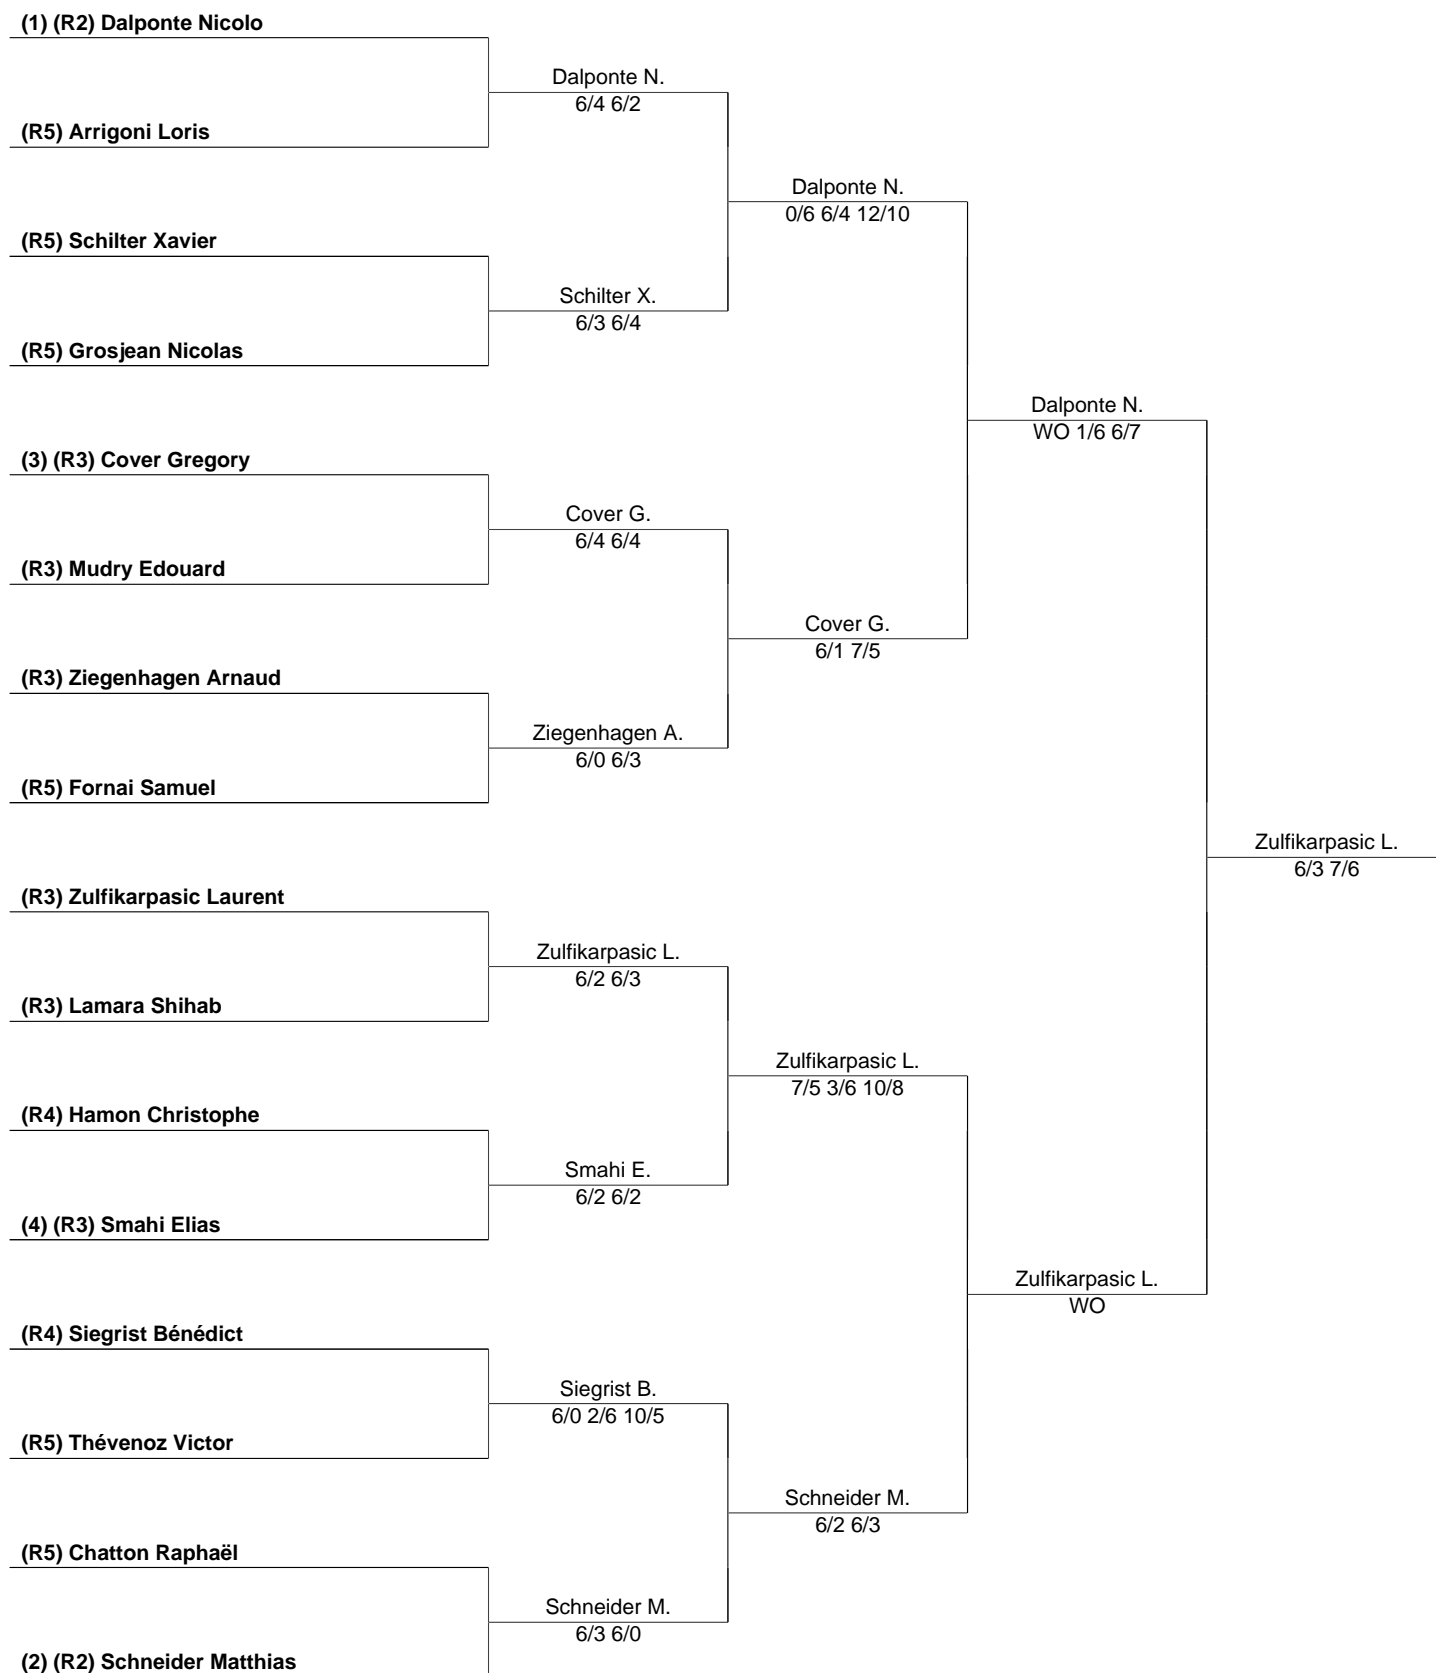 (1) (R2) Dalponte Nicolo
Dalponte N.
6/4 6/2
(R5) Arrigoni Loris
Dalponte N.
0/6 6/4 12/10
(R5) Schilter Xavier
Schilter X.
6/3 6/4
(R5) Grosjean Nicolas
Dalponte N.
WO 1/6 6/7
(3) (R3) Cover Gregory
Cover G.
6/4 6/4
(R3) Mudry Edouard
Cover G.
6/1 7/5
(R3) Ziegenhagen Arnaud
Ziegenhagen A.
6/0 6/3
(R5) Fornai Samuel
Zulfikarpasic L.
6/3 7/6
(R3) Zulfikarpasic Laurent
Zulfikarpasic L.
6/2 6/3
(R3) Lamara Shihab
Zulfikarpasic L.
7/5 3/6 10/8
(R4) Hamon Christophe
Smahi E.
6/2 6/2
(4) (R3) Smahi Elias
Zulfikarpasic L.
WO
(R4) Siegrist Bénédict
Siegrist B.
6/0 2/6 10/5
(R5) Thévenoz Victor
Schneider M.
6/2 6/3
(R5) Chatton Raphaël
Schneider M.
6/3 6/0
(2) (R2) Schneider Matthias